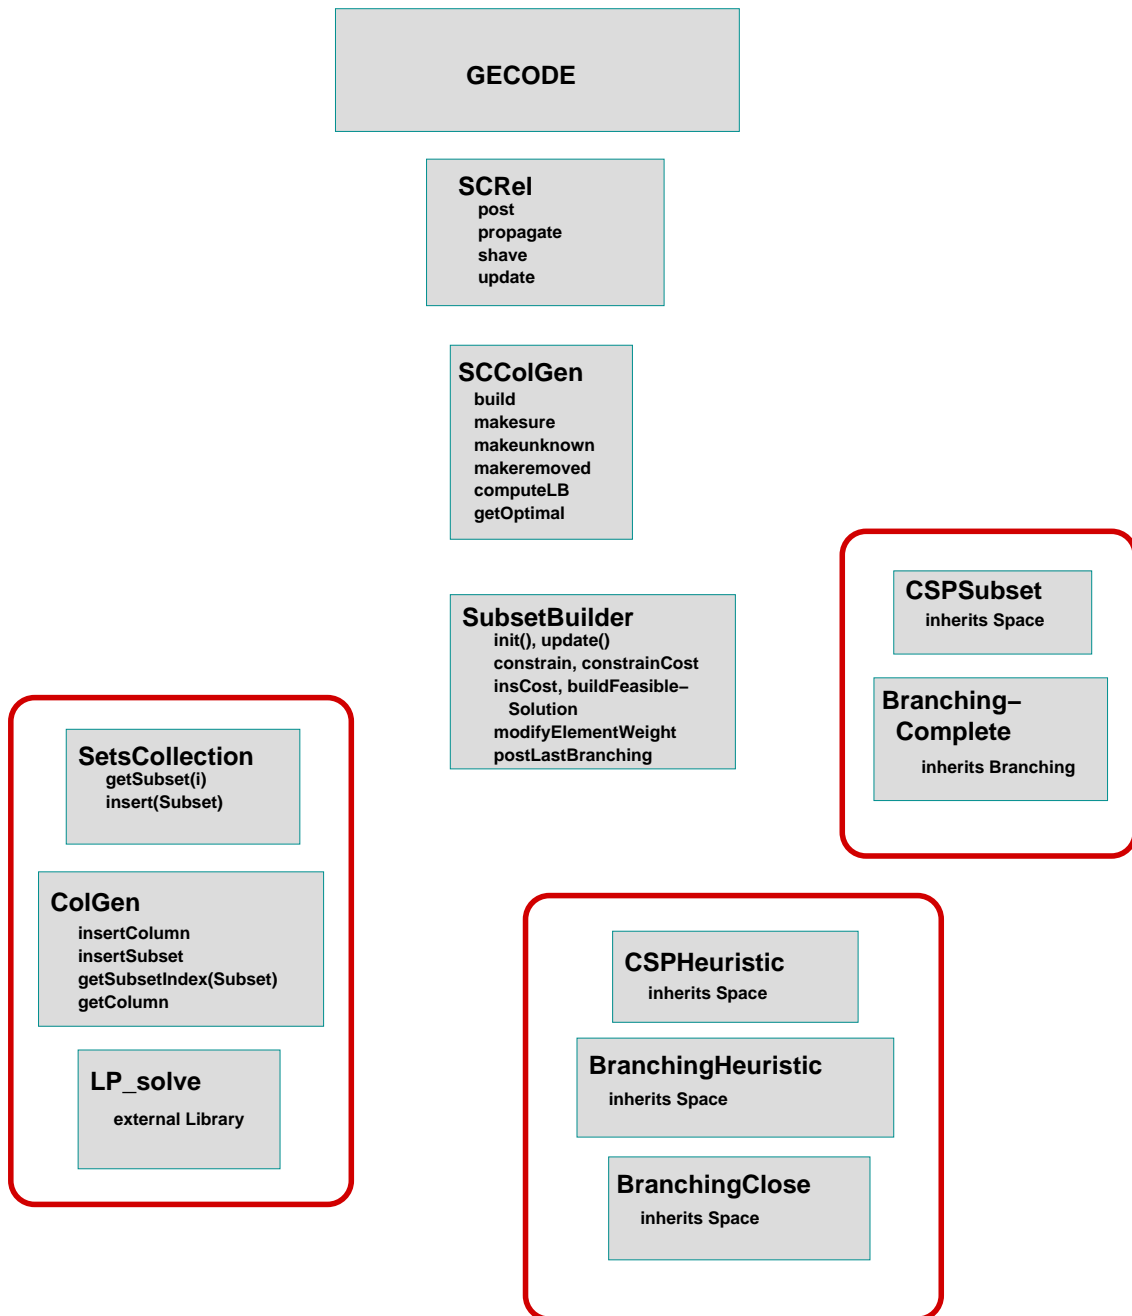 GECODE
SCRel
post
propagate
shave
update
SCColGen
build
makesure
makeunknown
makeremoved
computeLB
getOptimal
SubsetBuilder
init(), update()
constrain, constrainCost
insCost, buildFeasible–
Solution
modifyElementWeight
postLastBranching
CSPSubset
inherits Space
Branching–
Complete
inherits Branching
SetsCollection
getSubset(i)
insert(Subset)
ColGen
insertColumn
insertSubset
getSubsetIndex(Subset)
getColumn
LP_solve
external Library
CSPHeuristic
inherits Space
BranchingHeuristic
inherits Space
BranchingClose
inherits Space